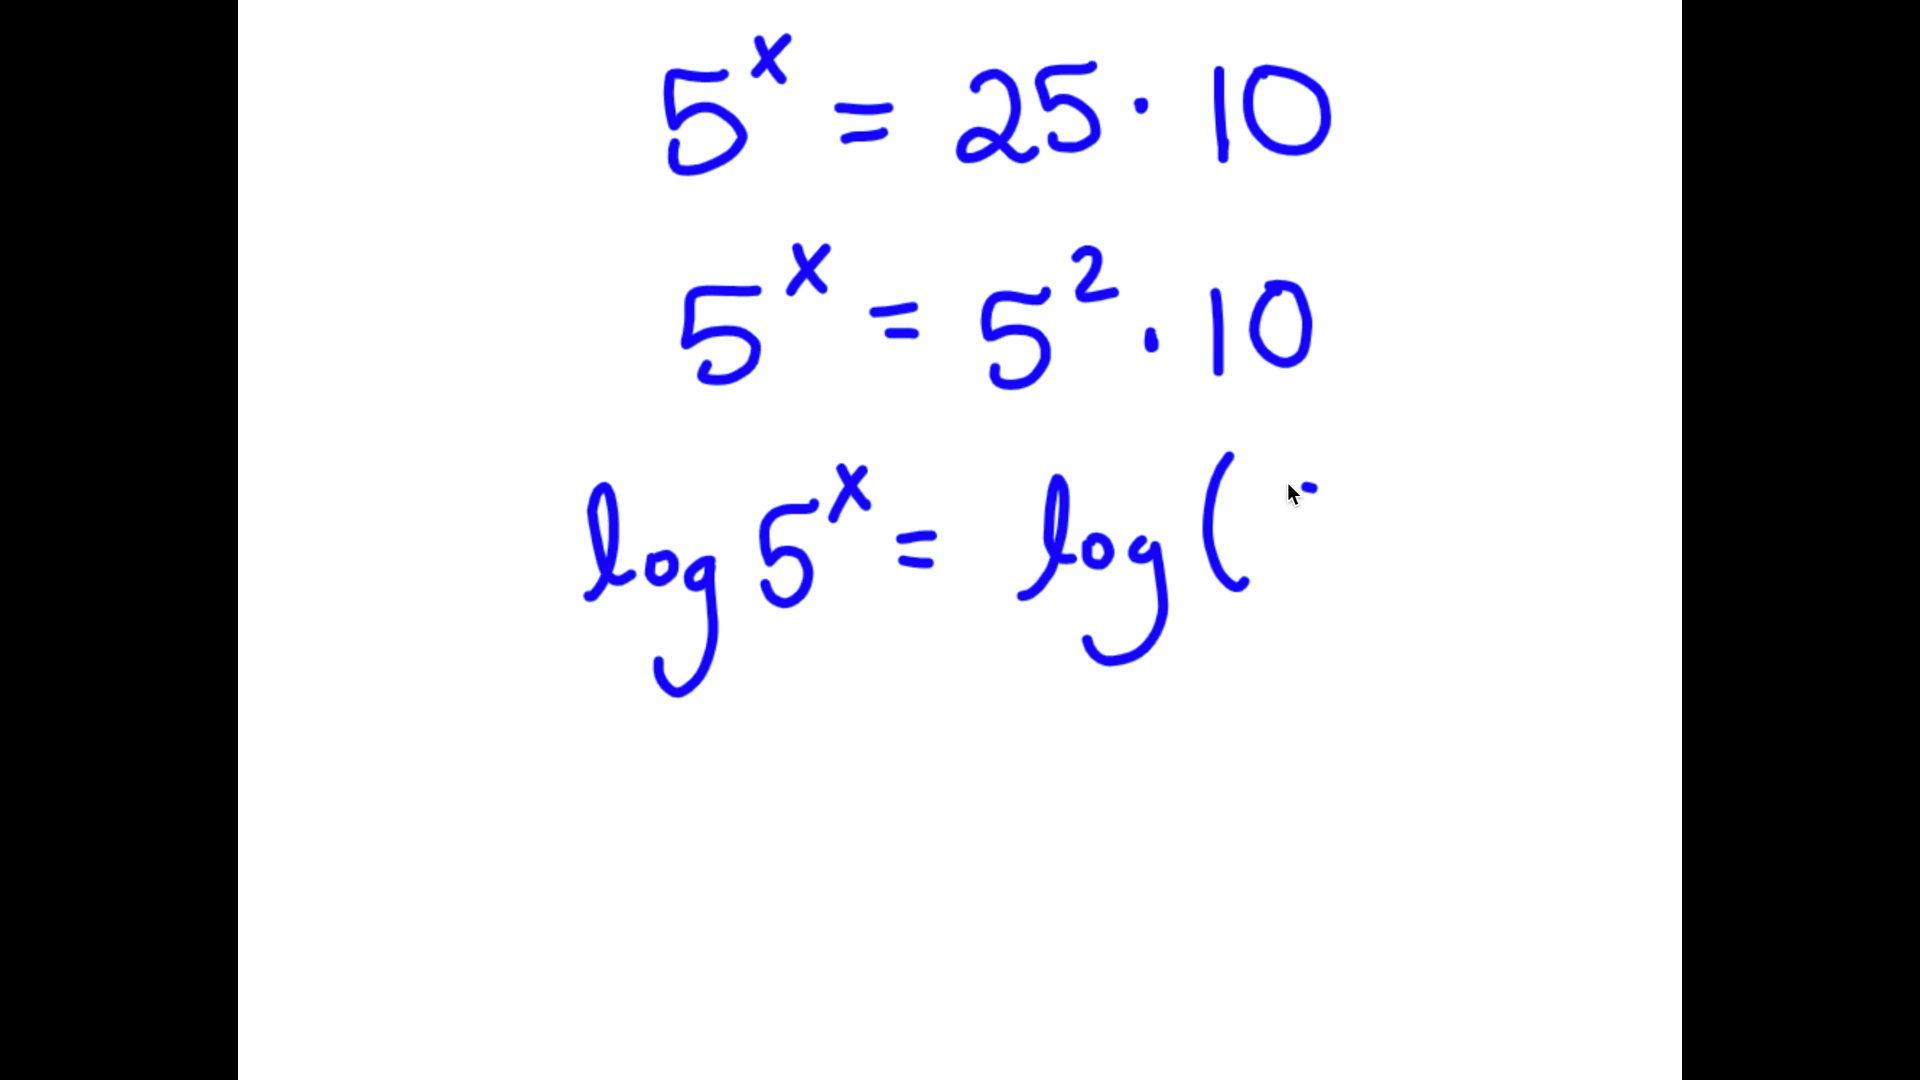 5^x = 25 · 10
5^x = 5^2 · 10
log 5^x = log (